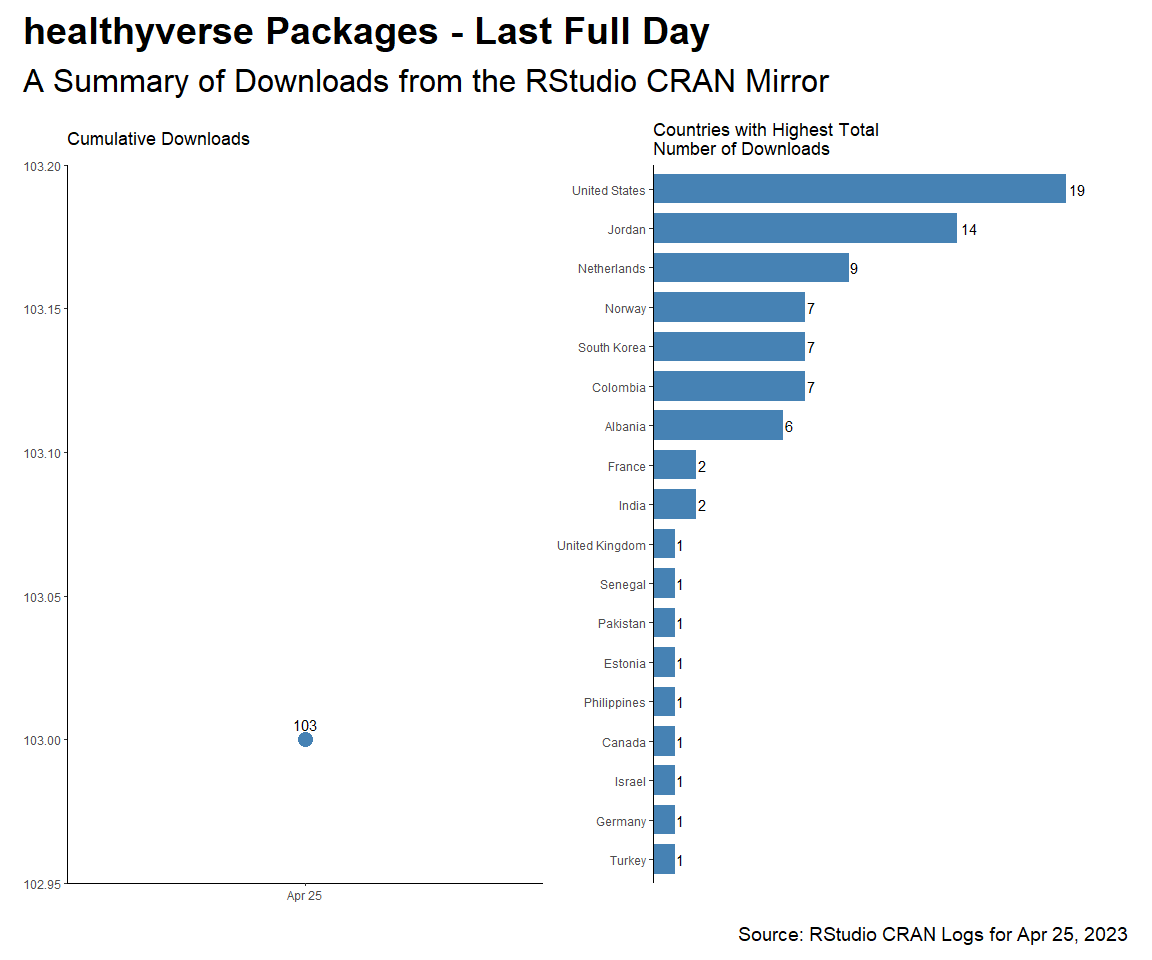 healthyverse Packages - Last Full Day
A Summary of Downloads from the RStudio CRAN Mirror
Cumulative Downloads
103.20
103.15
103.10
103.05
103.00
102.95
103
Apr 25
Countries with Highest Total
Number of Downloads
United States 19
Jordan 14
Netherlands 9
Norway 7
South Korea 7
Colombia 7
Albania 6
France 2
India 2
United Kingdom 1
Senegal 1
Pakistan 1
Estonia 1
Philippines 1
Canada 1
Israel 1
Germany 1
Turkey 1
Source: RStudio CRAN Logs for Apr 25, 2023